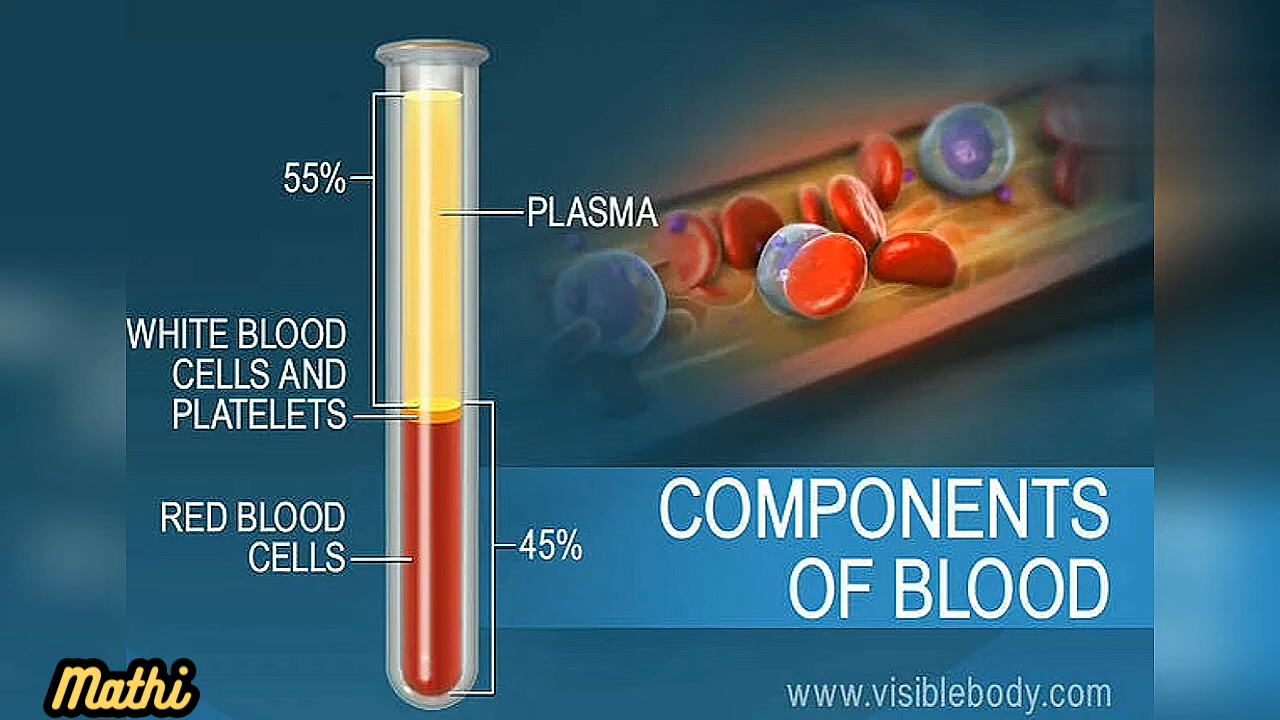 55%
PLASMA
WHITE BLOOD
CELLS AND
PLATELETS
RED BLOOD
CELLS
45%
COMPONENTS
OF BLOOD
www.visiblebody.com
Mathi